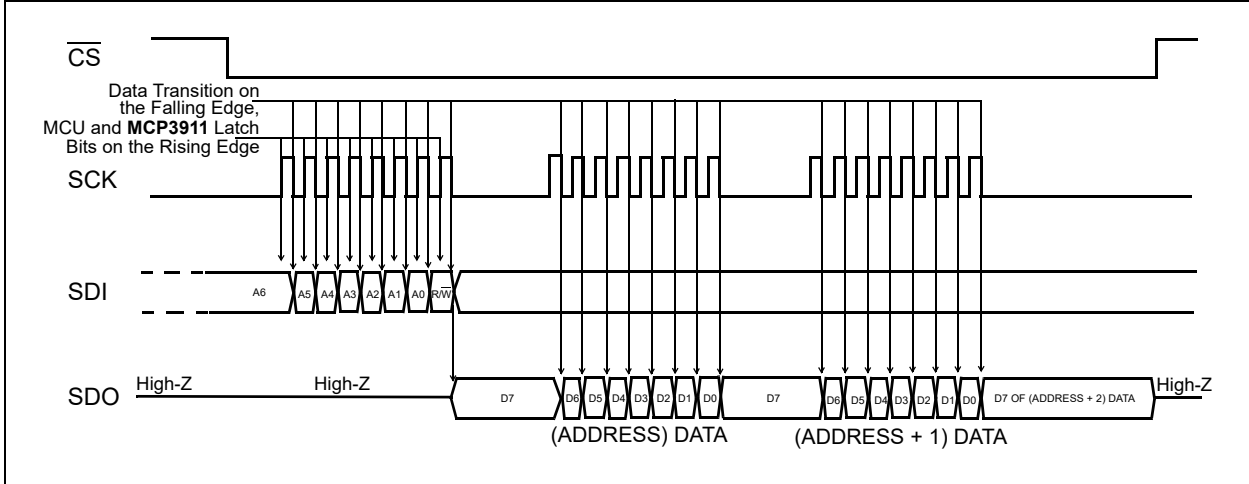 CS
Data Transition on
the Falling Edge,
MCU and MCP3911 Latch
Bits on the Rising Edge
SCK
SDI
A6 A5 A4 A3 A2 A1 A0 R/W
SDO
High-Z High-Z D7 D6 D5 D4 D3 D2 D1 D0 D7 D6 D5 D4 D3 D2 D1 D0 D7 OF (ADDRESS + 2) DATA High-Z
(ADDRESS) DATA (ADDRESS + 1) DATA